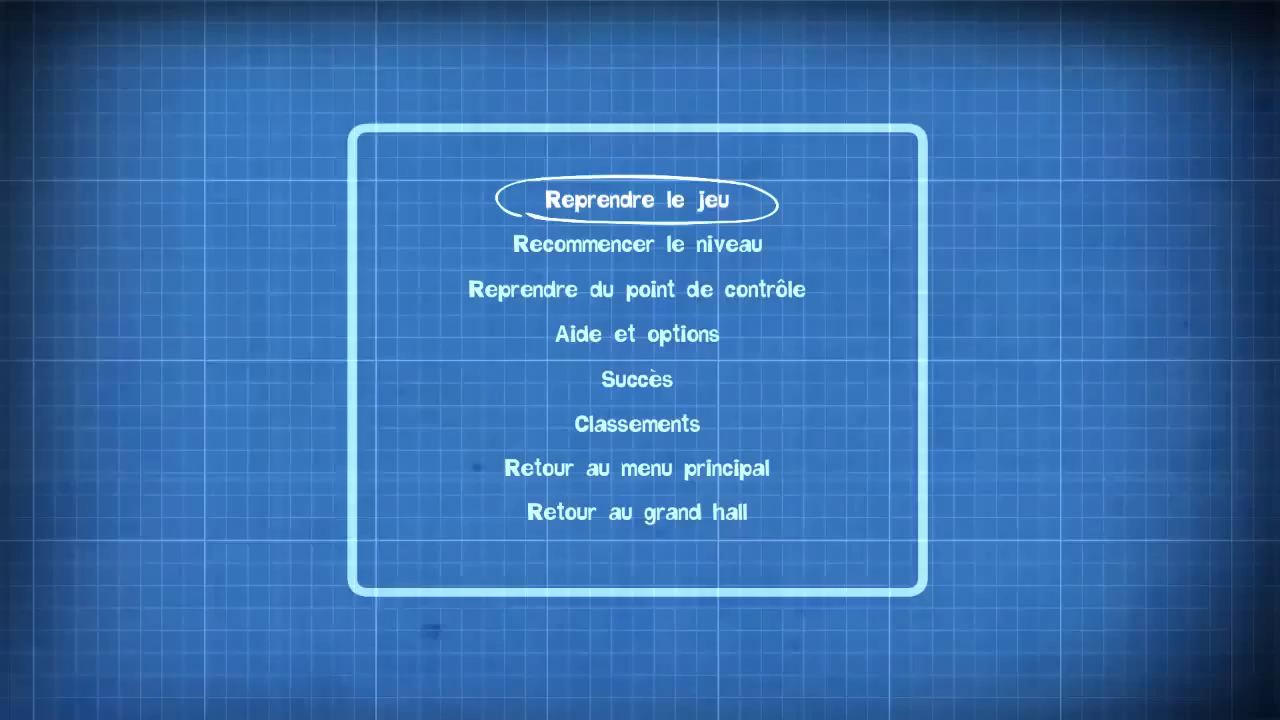 Reprendre le jeu
Recommencer le niveau
Reprendre du point de contrôle
Aide et options
Succès
Classements
Retour au menu principal
Retour au grand hall